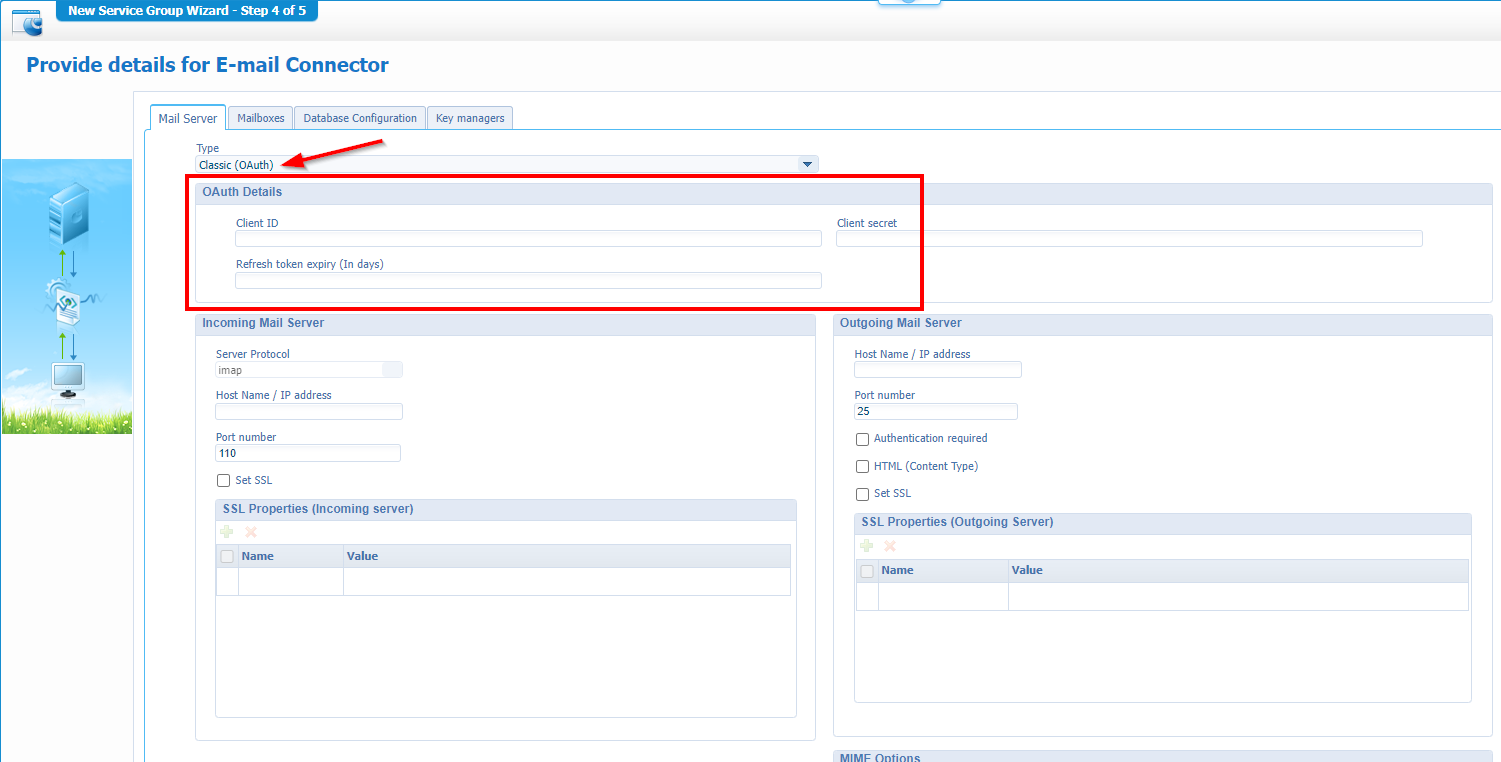 New Service Group Wizard - Step 4 of 5
Provide details for E-mail Connector
Mail Server
Mailboxes
Database Configuration
Key managers
Type
Classic (OAuth)
OAuth Details
Client ID
Client secret
Refresh token expiry (In days)
Incoming Mail Server
Server Protocol
imap
Host Name / IP address
Port number
110
Set SSL
SSL Properties (Incoming server)
Name Value
Outgoing Mail Server
Host Name / IP address
Port number
25
Authentication required
HTML (Content Type)
Set SSL
SSL Properties (Outgoing Server)
Name Value
MIME Options